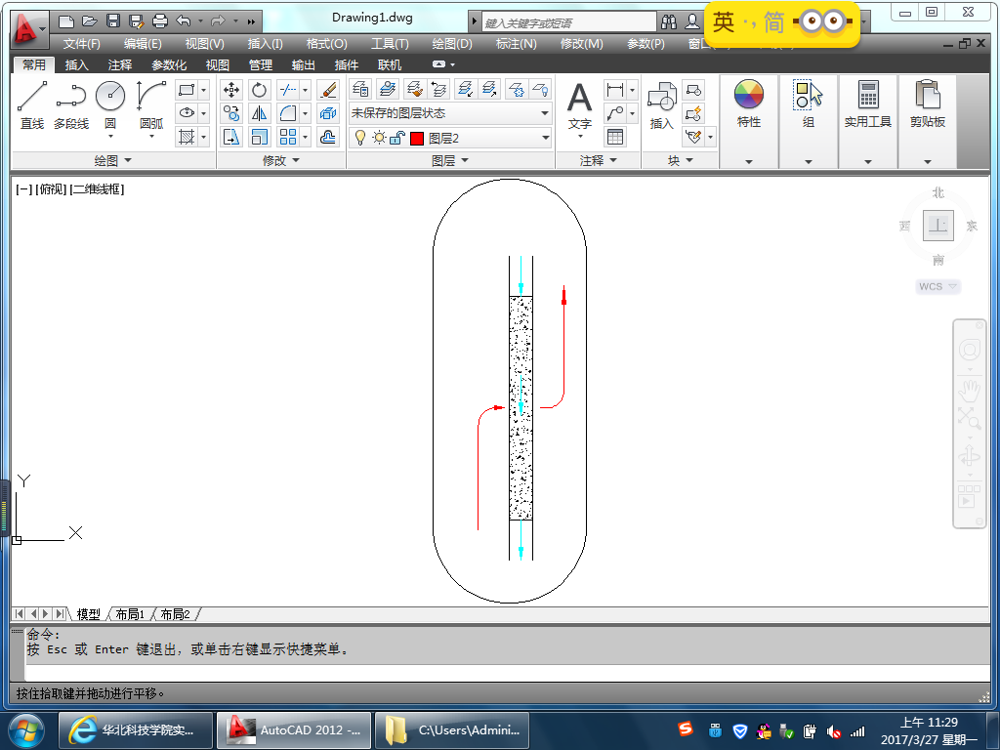 Drawing1.dwg
键入关键字或短语
英 ·, 简
文件(F) 编辑(E) 视图(V) 插入(I) 格式(O) 工具(T) 绘图(D) 标注(N) 修改(M) 参数(P)
常用 插入 注释 参数化 视图 管理 输出 插件 联机
直线 多段线 圆 圆弧
未保存的图层状态
图层2
A
文字
插入
特性
组
实用工具
剪贴板
绘图 修改 图层 注释 块
[-] [俯视] [二维线框]
北
西 上 东
南
WCS
Y
X
模型 布局1 布局2
命令:
按 Esc 或 Enter 键退出，或单击右键显示快捷菜单。
按住拾取键并拖动进行平移。
华北科技学院实...
AutoCAD 2012 -...
C:\Users\Admini...
上午 11:29
2017/3/27 星期一